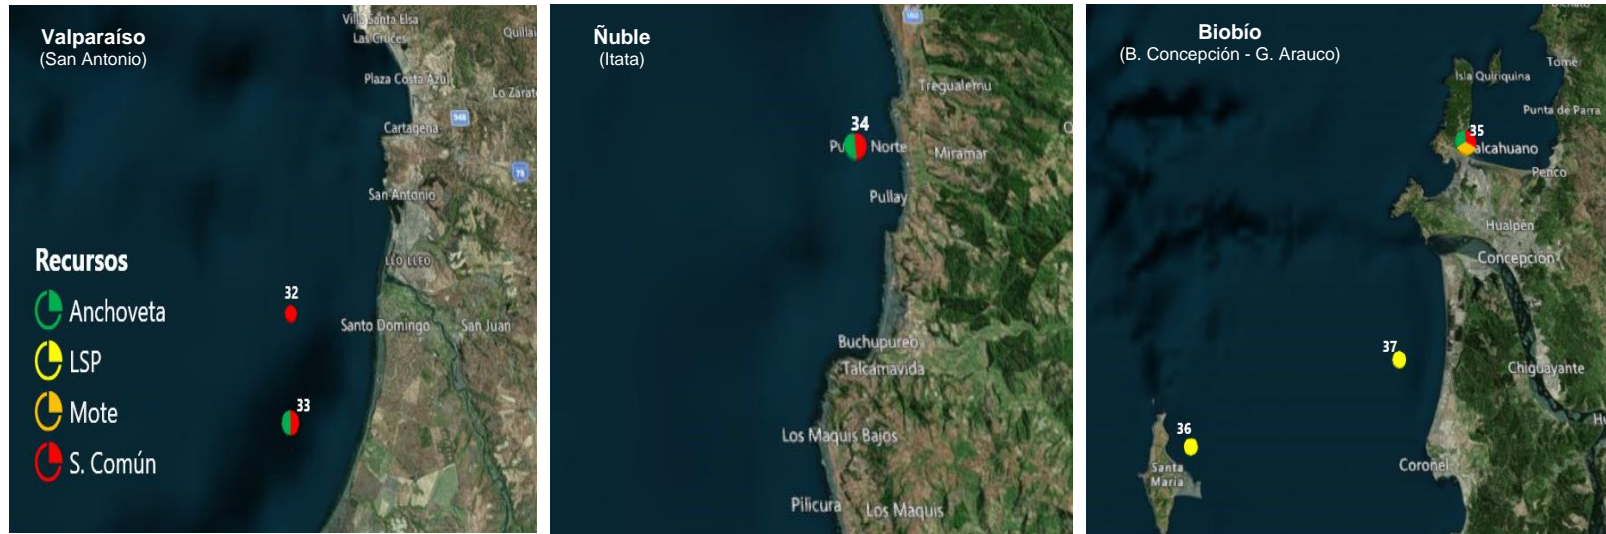 Valparaíso
(San Antonio)
Villa Santa Elsa
Las Cruces
Plaza Costa Azul
Cartagena
San Antonio
LLO LLEO
Santo Domingo
San Juan
78
Recursos
Anchoveta
LSP
Mote
S. Común
32
33
Ñuble
(Itata)
Tregualemu
34
Norte
Miramar
Pullay
Buchupureo
Talcamavida
Los Maquis Bajos
Pilicura
Los Maquis
Biobío
(B. Concepción - G. Arauco)
Isla Quiriquina
Tomé
Punta de Parra
35
alcahuano
Penco
Hualpén
Concepción
37
Chiguayante
36
Santa
María
Coronel